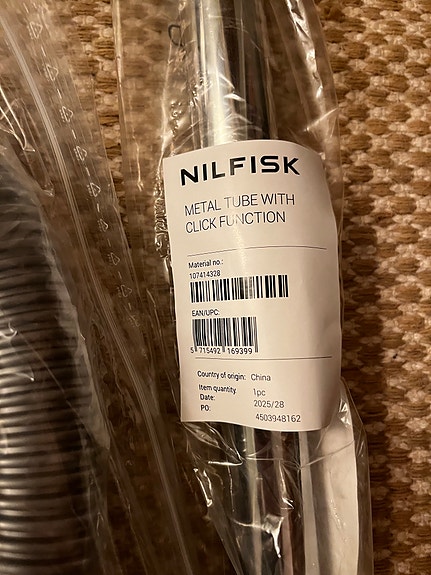 NILFISK
METAL TUBE WITH
CLICK FUNCTION
Material no.:
107414328
EAN/UPC:
5 715492 169399
Country of origin: China
Item quantity 1pc
Date: 2025/28
PO: 4503948162